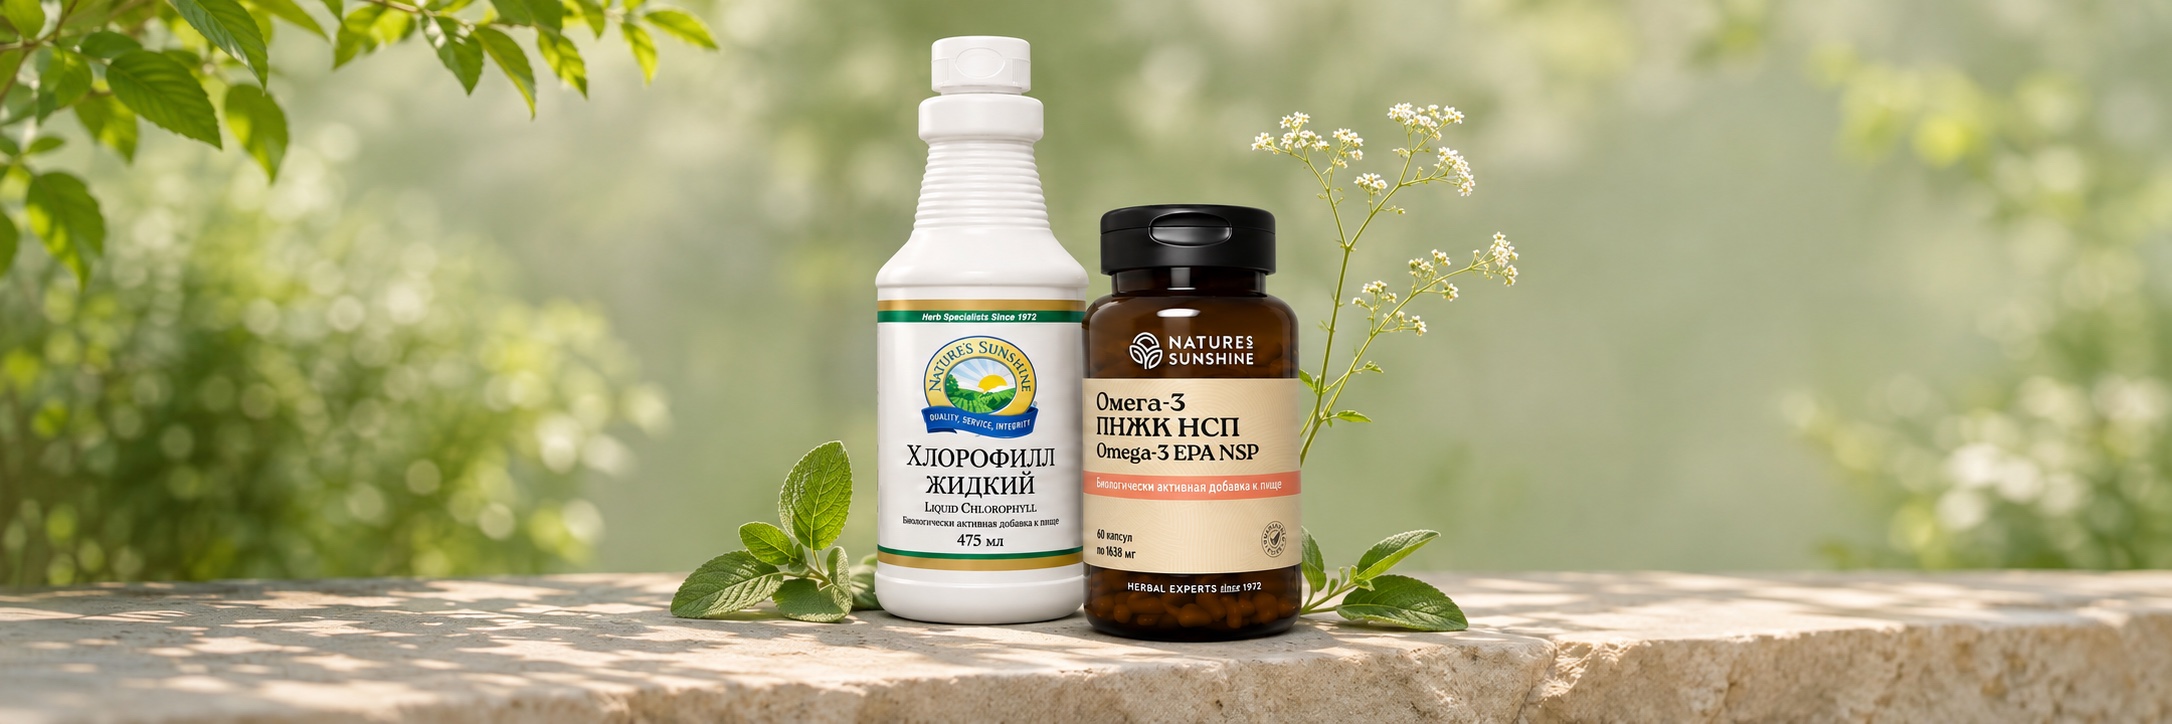 Herb Specialists Since 1972
NATURE'S SUNSHINE
QUALITY, SERVICE, INTEGRITY
ХЛОРОФИЛЛ
ЖИДКИЙ
LIQUID CHLOROPHYLL
Биологически активная добавка к пище
475 мл
NATURE'S
SUNSHINE
Омега-3
ПНЖК НСП
Omega-3 EPA NSP
Биологически активная добавка к пище
60 капсул
по 1638 мг
HERBAL EXPERTS since 1972